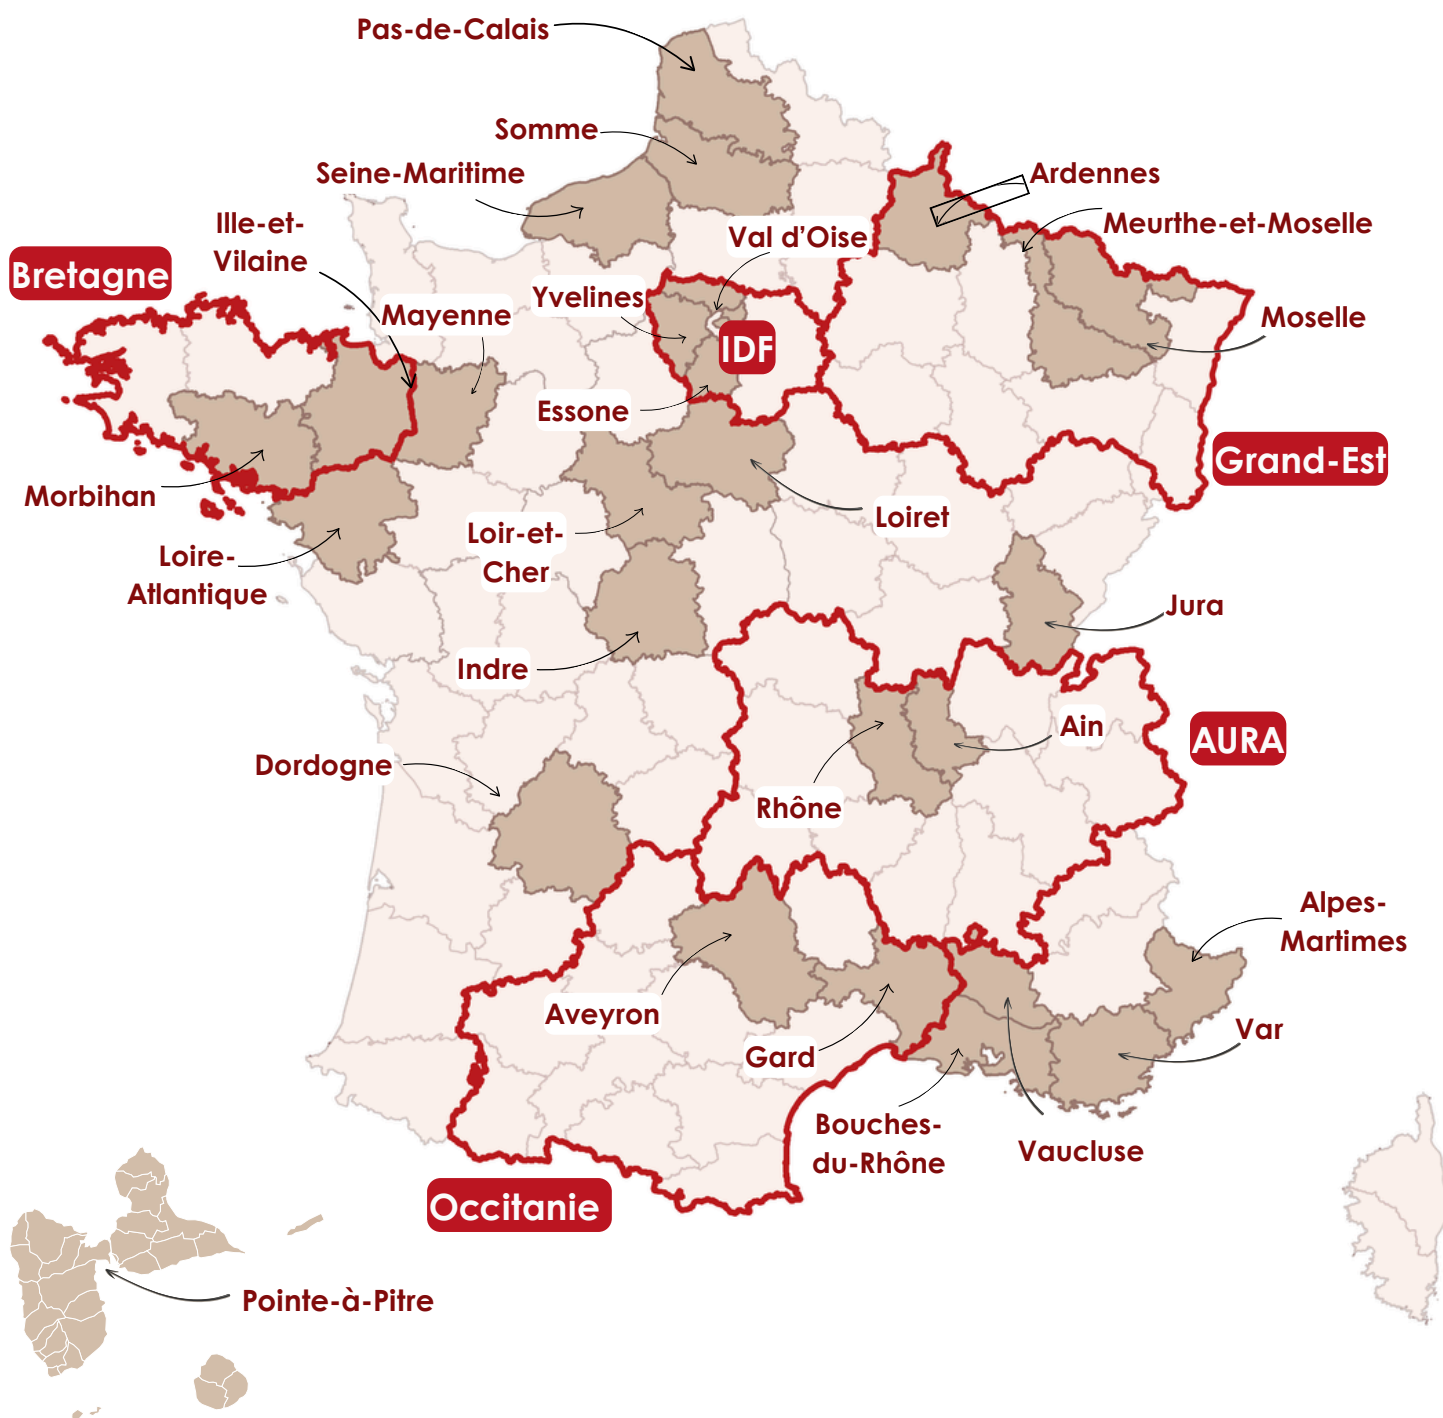 Pas-de-Calais
Somme
Seine-Maritime
Ardennes
Ille-et-
Vilaine
Meurthe-et-Moselle
Val d'Oise
Bretagne
Yvelines
Mayenne
Moselle
IDF
Essone
Grand-Est
Morbihan
Loiret
Loir-et-
Cher
Loire-
Atlantique
Jura
Indre
Ain
AURA
Dordogne
Rhône
Alpes-
Martimes
Aveyron
Var
Gard
Bouches-
du-Rhône
Vaucluse
Occitanie
Pointe-à-Pitre